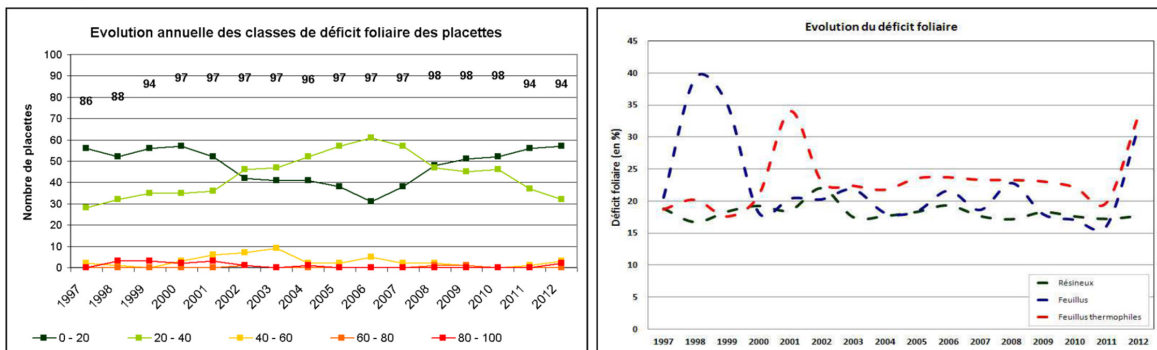 Evolution annuelle des classes de déficit foliaire des placettes
Nombre de placettes
100
90
80
70
60
50
40
30
20
10
0
86 88 94 97 97 97 97 96 97 97 97 98 98 98 94 94
1997 1998 1999 2000 2001 2002 2003 2004 2005 2006 2007 2008 2009 2010 2011 2012
0 - 20 20 - 40 40 - 60 60 - 80 80 - 100
Evolution du déficit foliaire
Déficit foliaire (en %)
45
40
35
30
25
20
15
10
5
0
Résineux
Feuillus
Feuillus thermophiles
1997 1998 1999 2000 2001 2002 2003 2004 2005 2006 2007 2008 2009 2010 2011 2012